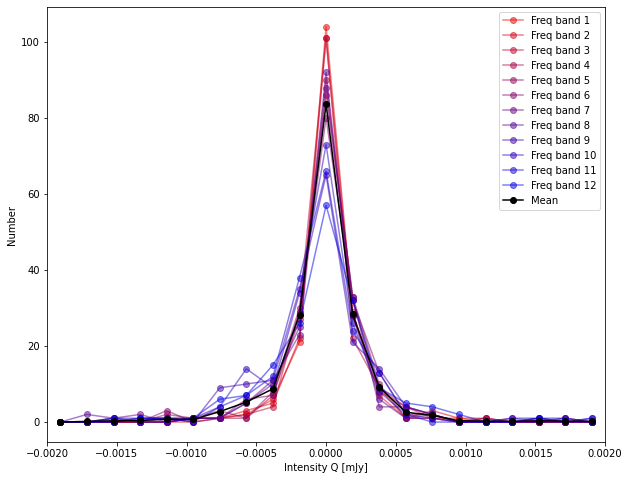 100
80
60
40
20
0
Number
−0.0020
−0.0015
−0.0010
−0.0005
0.0000
0.0005
0.0010
0.0015
0.0020
Intensity Q [mJy]
Freq band 1
Freq band 2
Freq band 3
Freq band 4
Freq band 5
Freq band 6
Freq band 7
Freq band 8
Freq band 9
Freq band 10
Freq band 11
Freq band 12
Mean